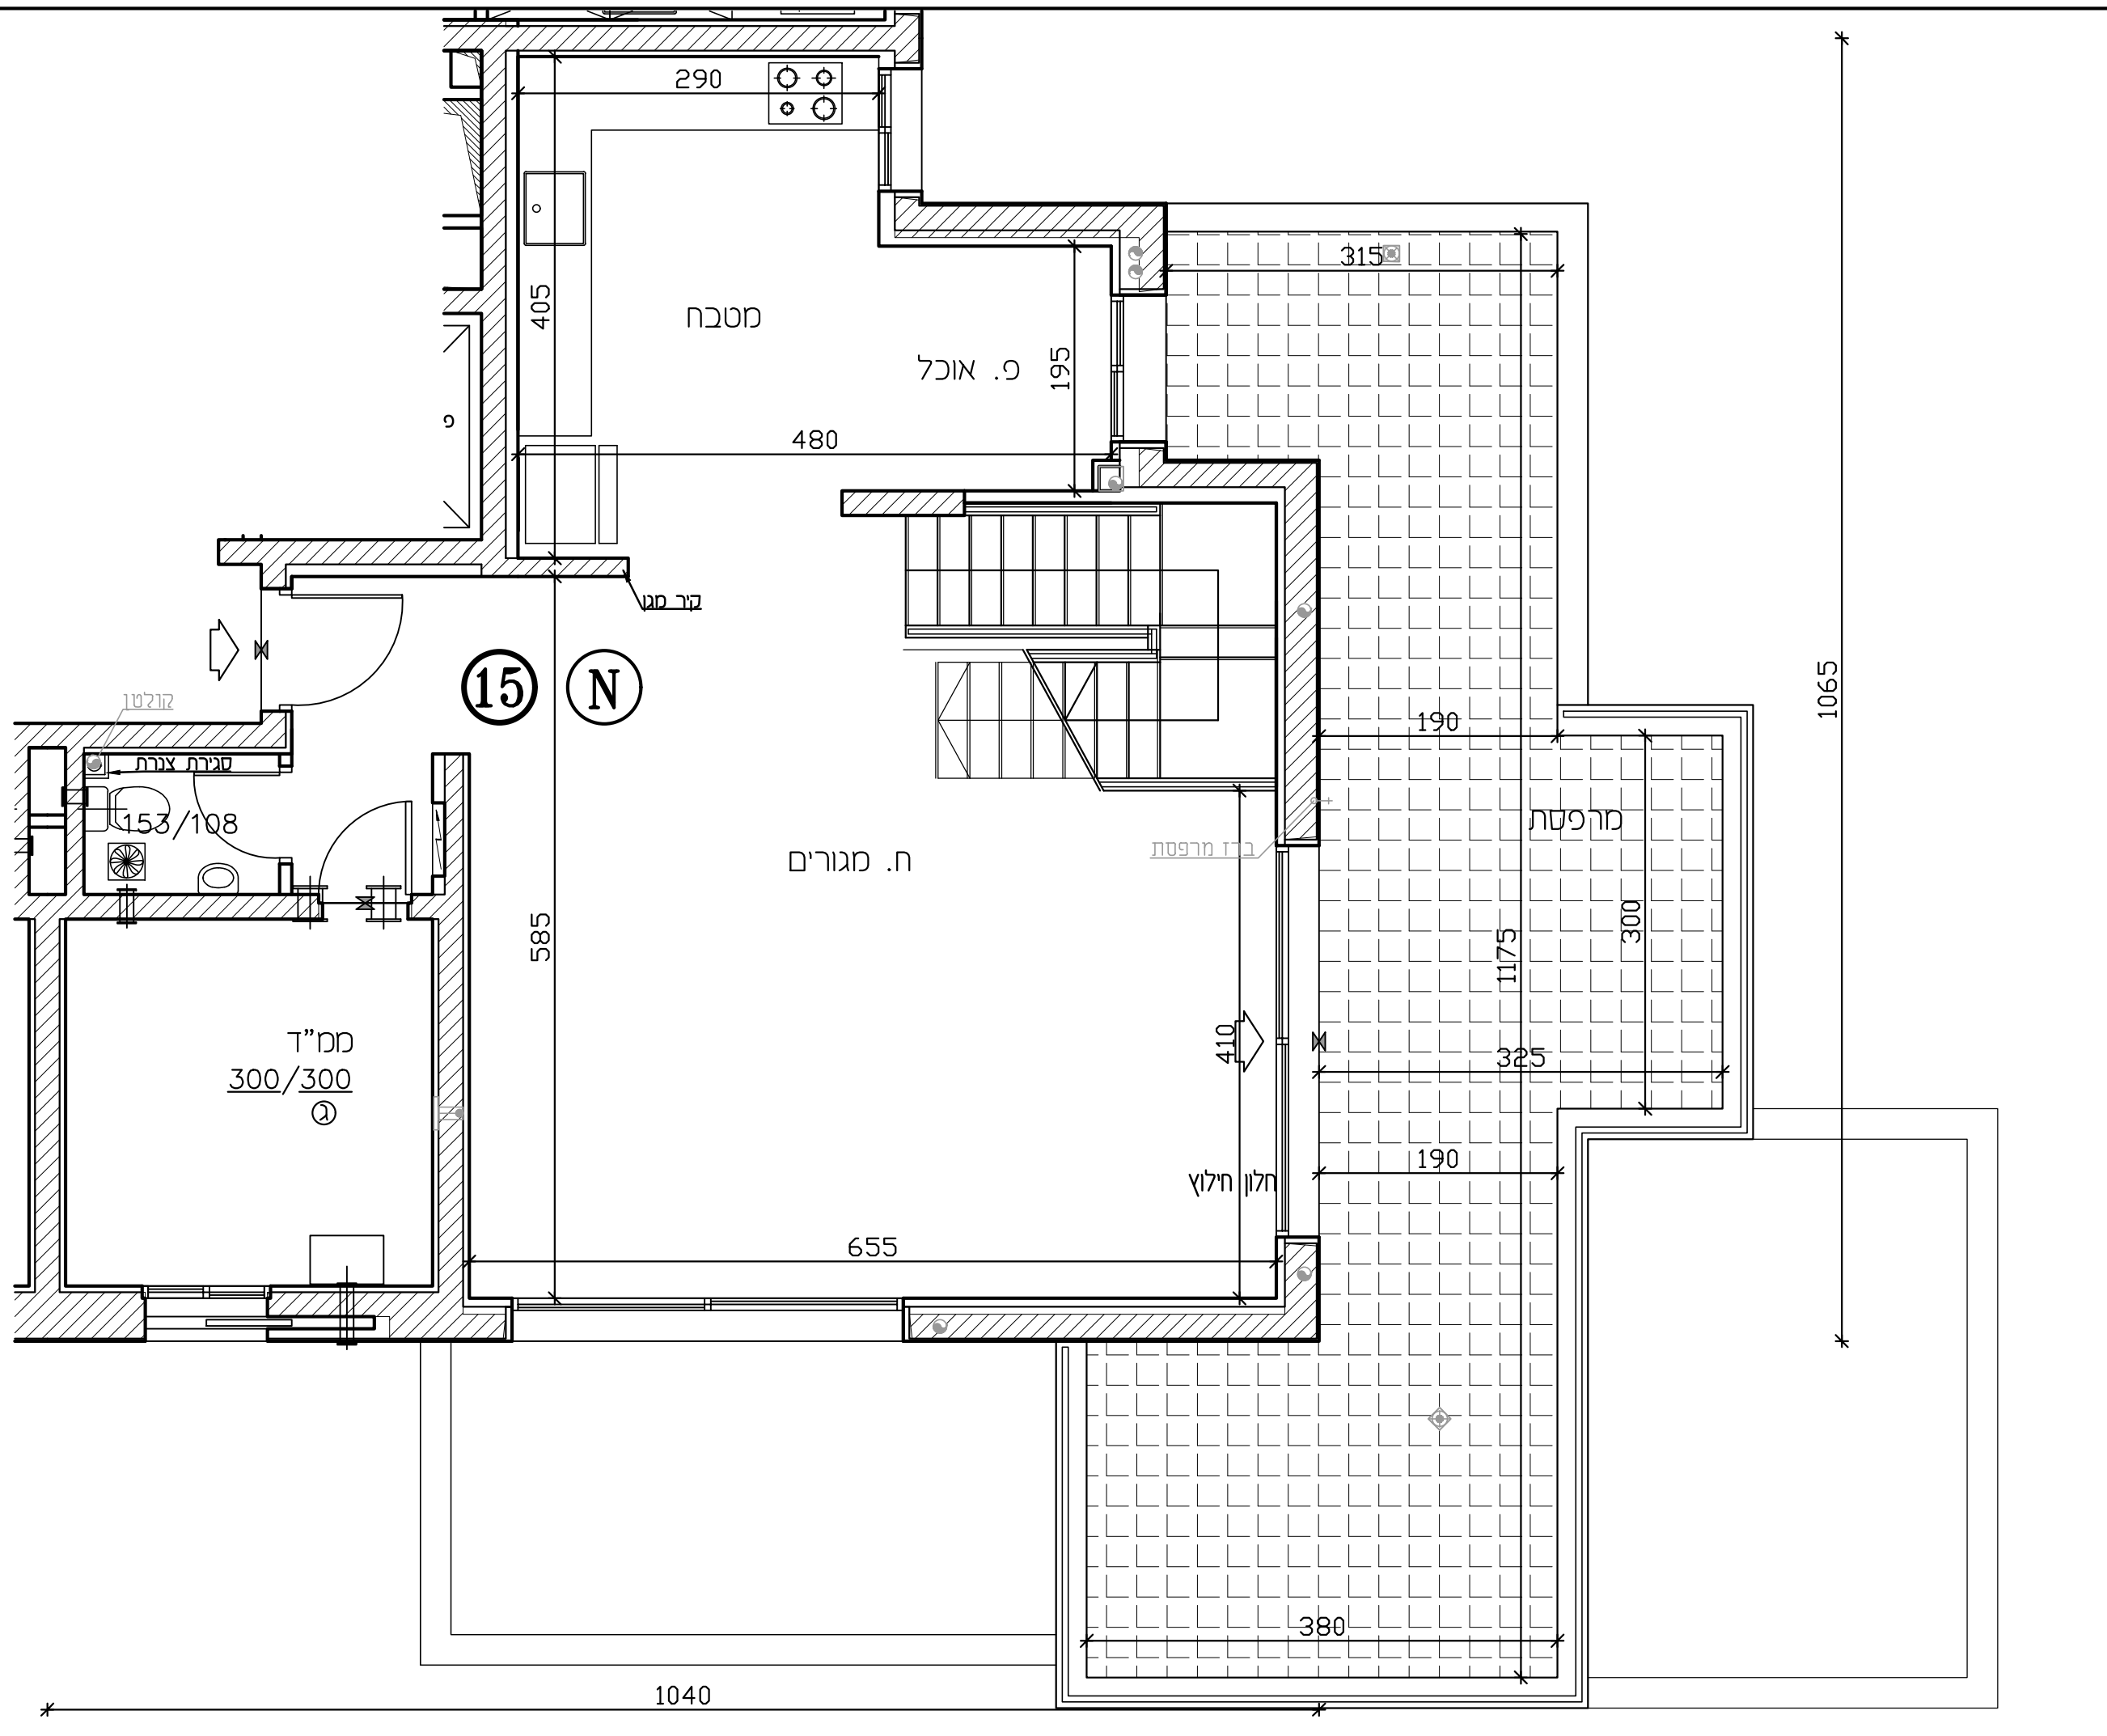 290
315
405
מטבח
פ. אוכל
195
480
קיר מגן
15
N
קולטן
סגירת צנרת
153/108
190
1065
מרפסת
ברז מרפסת
ח. מגורים
585
300
1175
ממ"ד
300/300
ג
410
325
190
חלון חילוץ
655
380
1040